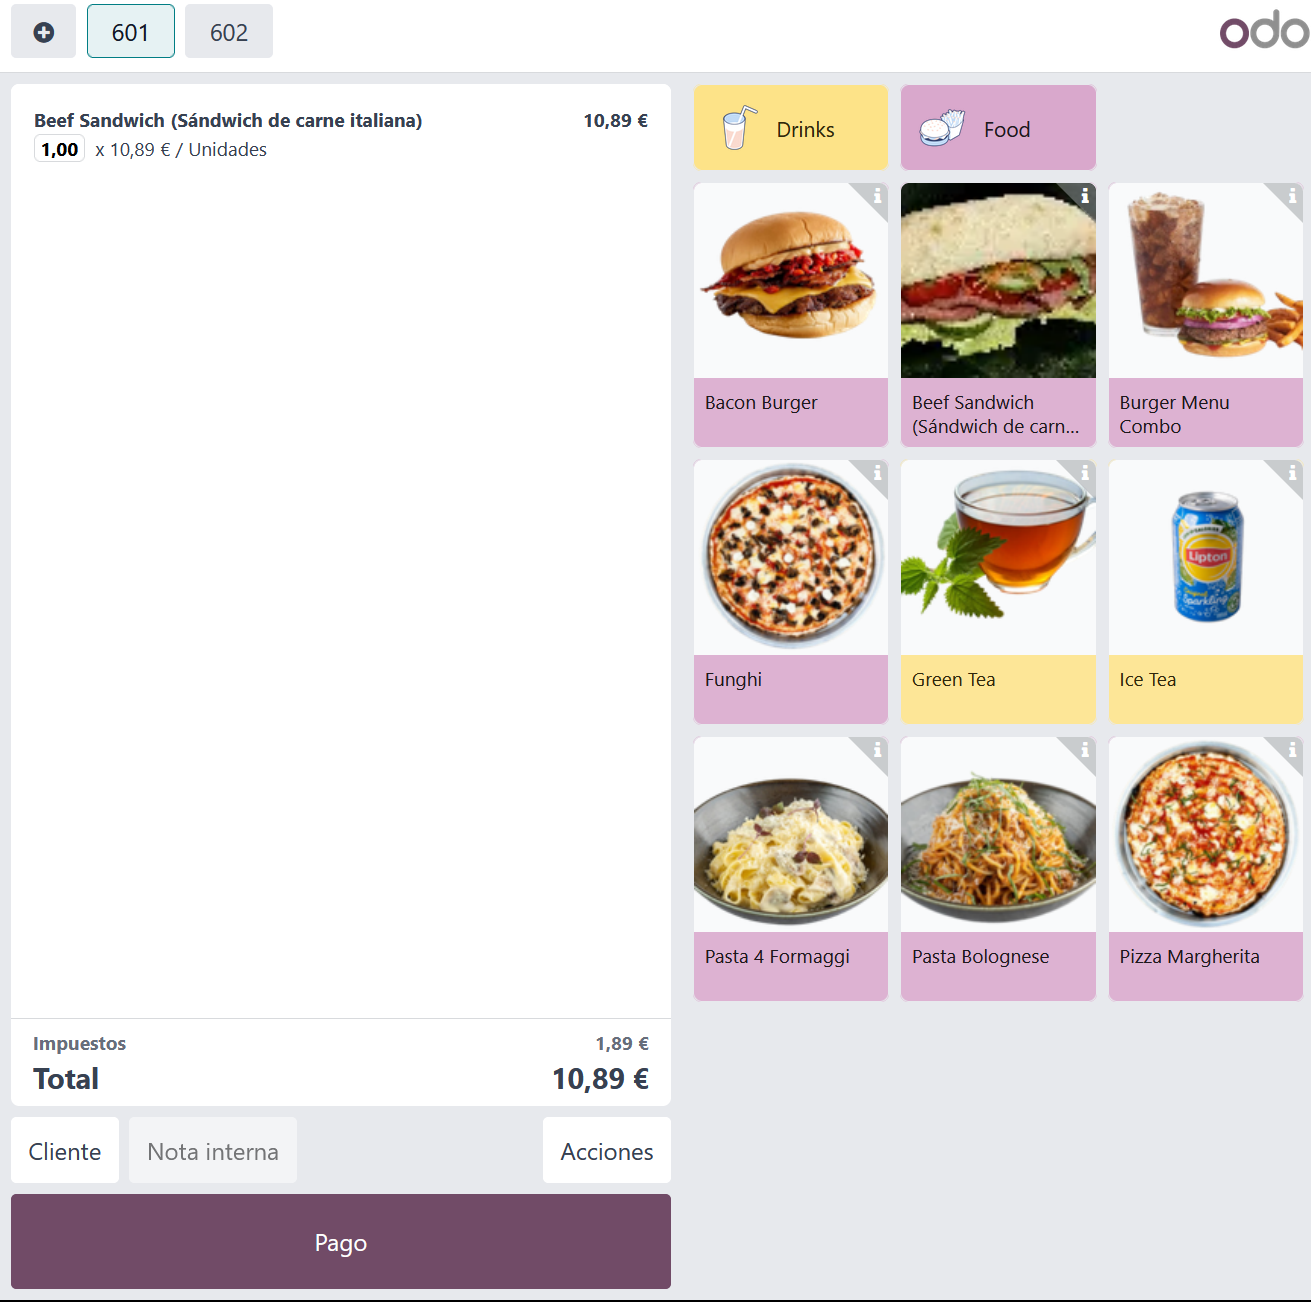 601
602
odo
Beef Sandwich (Sándwich de carne italiana)
10,89 €
1,00 x 10,89 € / Unidades
Drinks
Food
Bacon Burger
Beef Sandwich
(Sándwich de carn...
Burger Menu
Combo
Lipton
Sparkling
Funghi
Green Tea
Ice Tea
Pasta 4 Formaggi
Pasta Bolognese
Pizza Margherita
Impuestos
1,89 €
Total
10,89 €
Cliente
Nota interna
Acciones
Pago